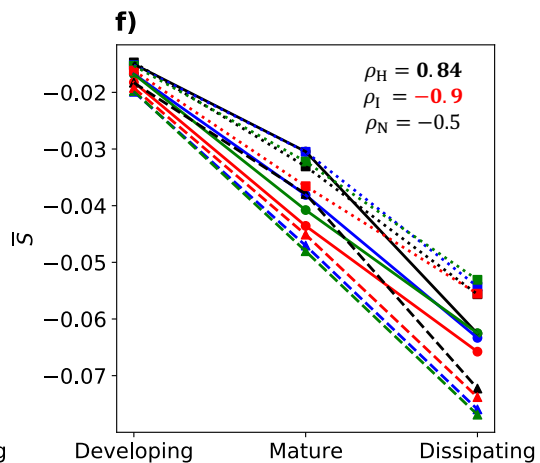 f)
ρH = 0.84
ρI = −0.9
ρN = −0.5
−0.02
−0.03
−0.04
−0.05
−0.06
−0.07
S̅
g Developing Mature Dissipating